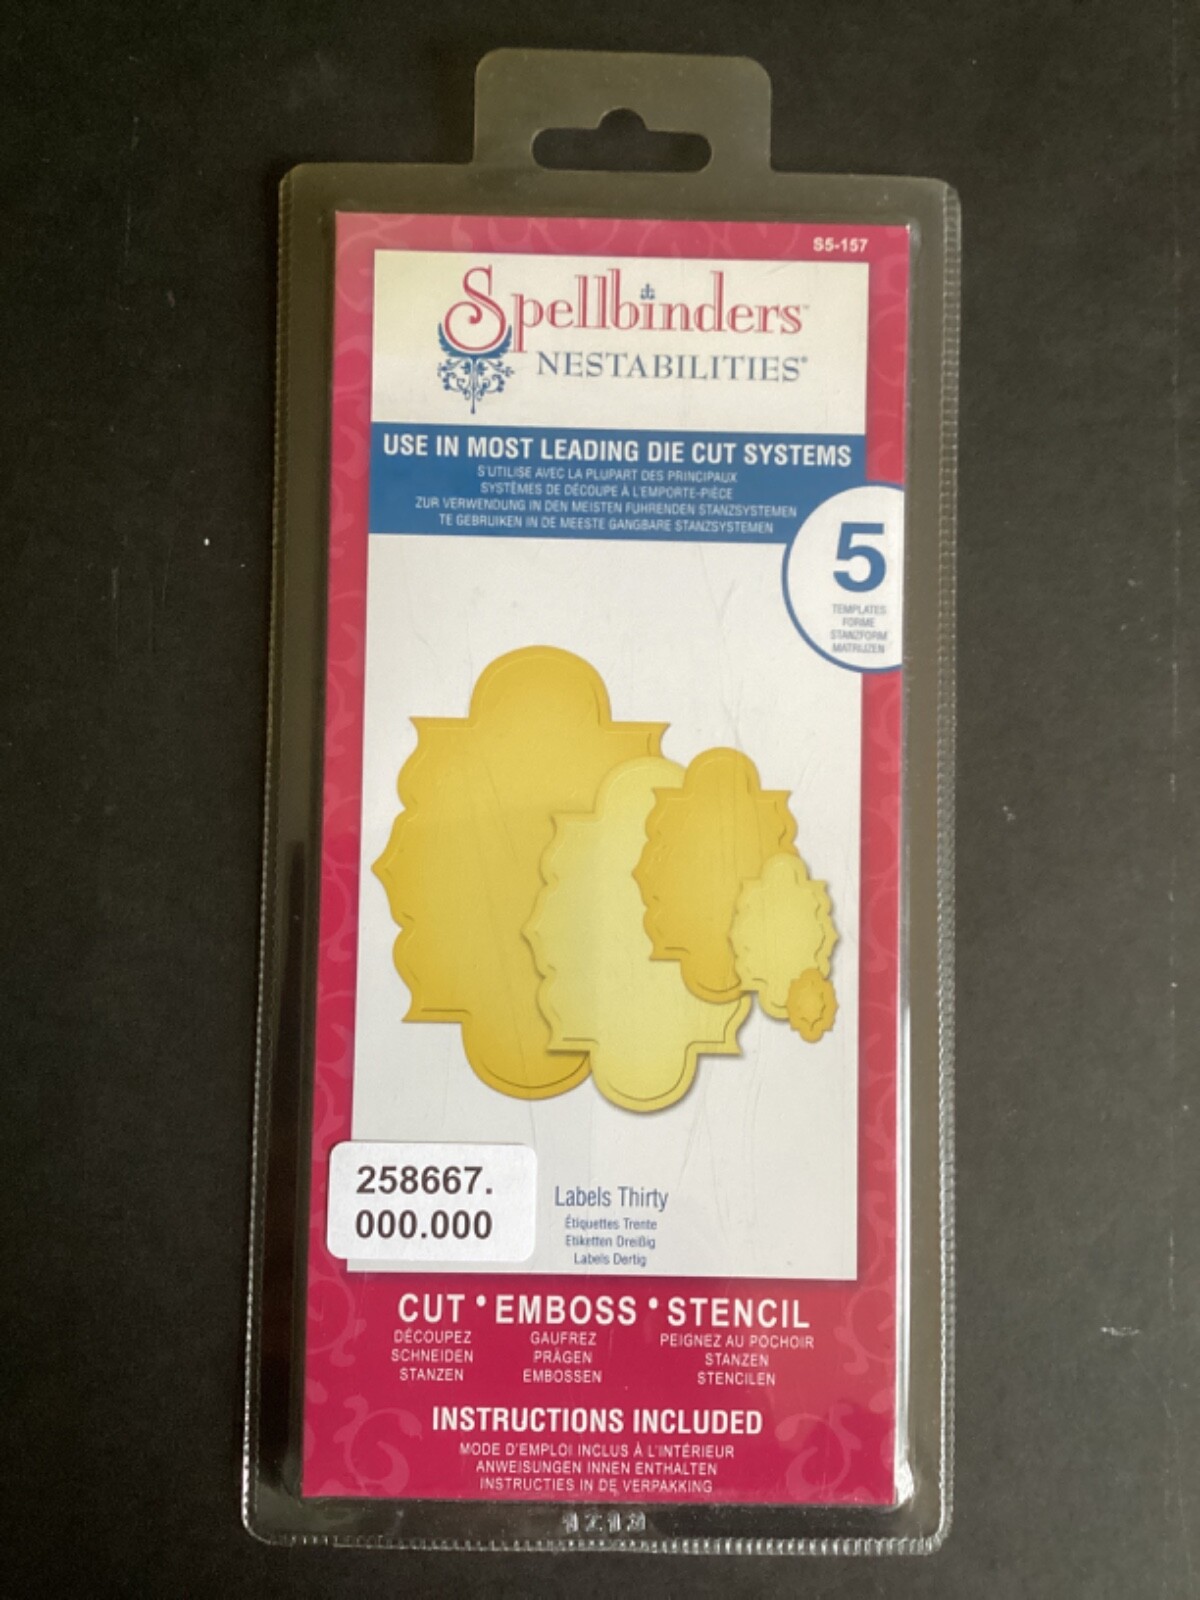 S5-157
Spellbinders™
NESTABILITIES®
USE IN MOST LEADING DIE CUT SYSTEMS
S'UTILISE AVEC LA PLUPART DES PRINCIPAUX
SYSTÈMES DE DÉCOUPE À L'EMPORTE-PIÈCE
ZUR VERWENDUNG IN DEN MEISTEN FUHRENDEN STANZSYSTEMEN
TE GEBRUIKEN IN DE MEESTE GANGBARE STANZSYSTEMEN
5
TEMPLATES
FORME
STANZFORM
MATRIJZEN
258667.
000.000
Labels Thirty
Étiquettes Trente
Etiketten Dreißig
Labels Dertig
CUT • EMBOSS • STENCIL
DÉCOUPEZ GAUFREZ PEIGNEZ AU POCHOIR
SCHNEIDEN PRÄGEN STANZEN
STANZEN EMBOSSEN STENCILEN
INSTRUCTIONS INCLUDED
MODE D'EMPLOI INCLUS À L'INTÉRIEUR
ANWEISUNGEN INNEN ENTHALTEN
INSTRUCTIES IN DE VERPAKKING